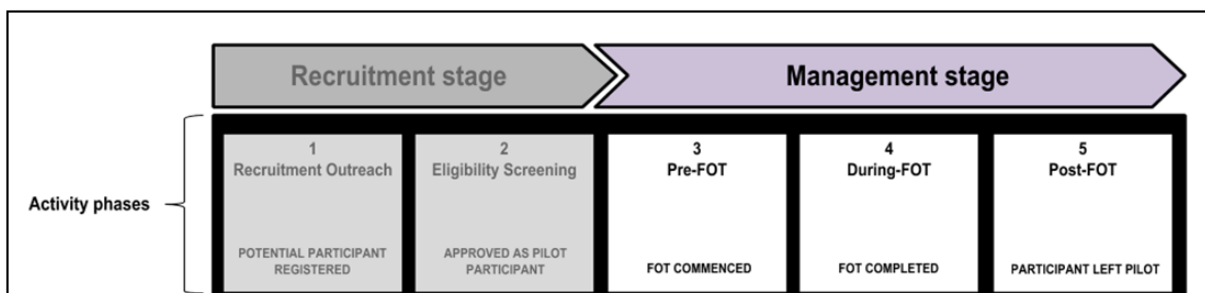 Recruitment stage
Management stage
Activity phases
1
Recruitment Outreach
POTENTIAL PARTICIPANT
REGISTERED
2
Eligibility Screening
APPROVED AS PILOT
PARTICIPANT
3
Pre-FOT
FOT COMMENCED
4
During-FOT
FOT COMPLETED
5
Post-FOT
PARTICIPANT LEFT PILOT